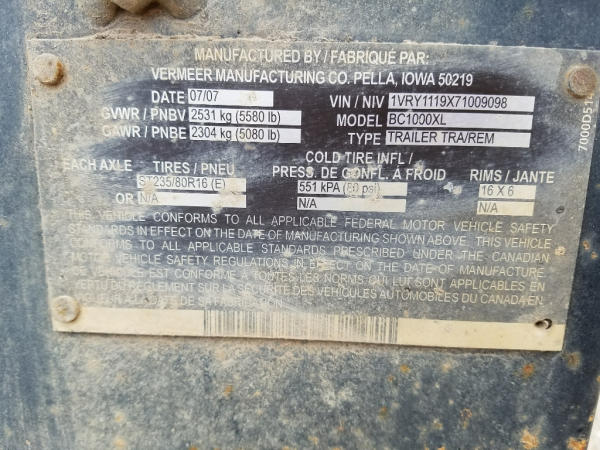 MANUFACTURED BY / FABRIQUÉ PAR:
VERMEER MANUFACTURING CO. PELLA, IOWA 50219
DATE 07/07 VIN / NIV 1VRY1119X71009098
GVWR / PNBV 2531 kg (5580 lb) MODEL BC1000XL
GAWR / PNBE 2304 kg (5080 lb) TYPE TRAILER TRA/REM
COLD TIRE INFL /
EACH AXLE TIRES / PNEU PRESS. DE GONFL. À FROID RIMS / JANTE
ST235/80R16 (E) 551 kPA (80 psi) 16 X 6
OR / N/A N/A N/A
THIS VEHICLE CONFORMS TO ALL APPLICABLE FEDERAL MOTOR VEHICLE SAFETY
STANDARDS IN EFFECT ON THE DATE OF MANUFACTURING SHOWN ABOVE. THIS VEHICLE
CONFORMS TO ALL APPLICABLE STANDARDS PRESCRIBED UNDER THE CANADIAN
MOTOR VEHICLE SAFETY REGULATIONS IN EFFECT ON THE DATE OF MANUFACTURE.
VEHICULE EST CONFORME À TOUTES LES NORMES QUI LUI SONT APPLICABLES EN
VERTU DU RÈGLEMENT SUR LA SÉCURITÉ DES VÉHICULES AUTOMOBILES DU CANADA EN
LA DATE DE SA FABRICATION.
7000D51